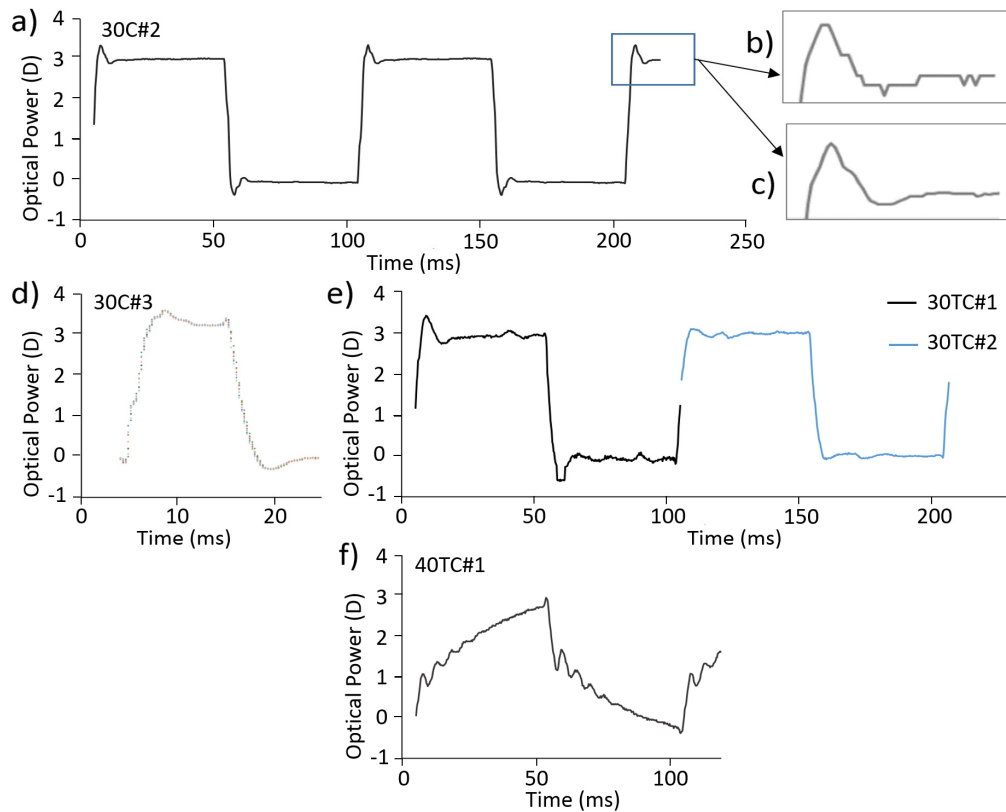 a)
30C#2
Optical Power (D)
4
3
2
1
0
-1
0 50 100 150 200 250
Time (ms)
b)
c)
d)
30C#3
Optical Power (D)
4
3
2
1
0
-1
0 10 20
Time (ms)
e)
30TC#1
30TC#2
Optical Power (D)
4
3
2
1
0
-1
0 50 100 150 200
Time (ms)
f)
40TC#1
Optical Power (D)
4
3
2
1
0
-1
0 50 100
Time (ms)